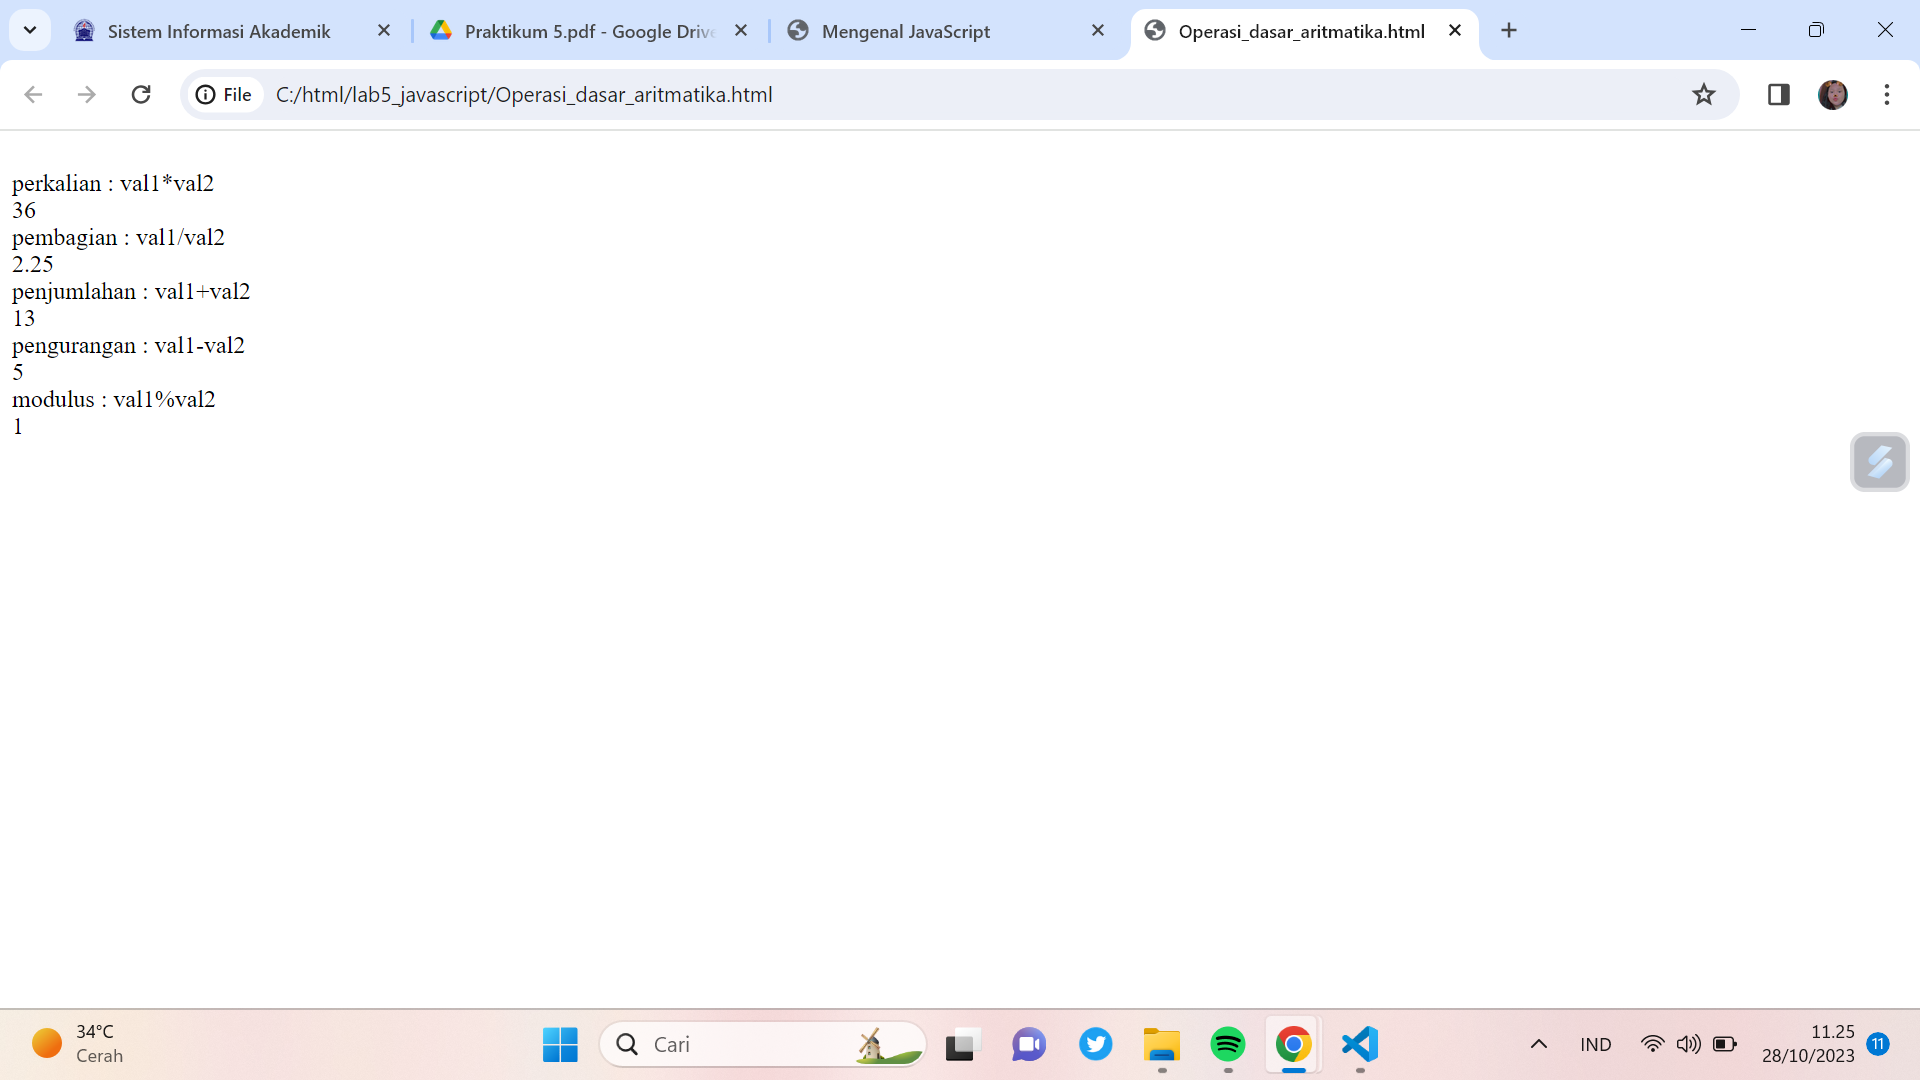 Sistem Informasi Akademik
Praktikum 5.pdf - Google Drive
Mengenal JavaScript
Operasi_dasar_aritmatika.html
File
C:/html/lab5_javascript/Operasi_dasar_aritmatika.html
perkalian : val1*val2
36
pembagian : val1/val2
2.25
penjumlahan : val1+val2
13
pengurangan : val1-val2
5
modulus : val1%val2
1
34°C
Cerah
Cari
IND
11.25
28/10/2023
11